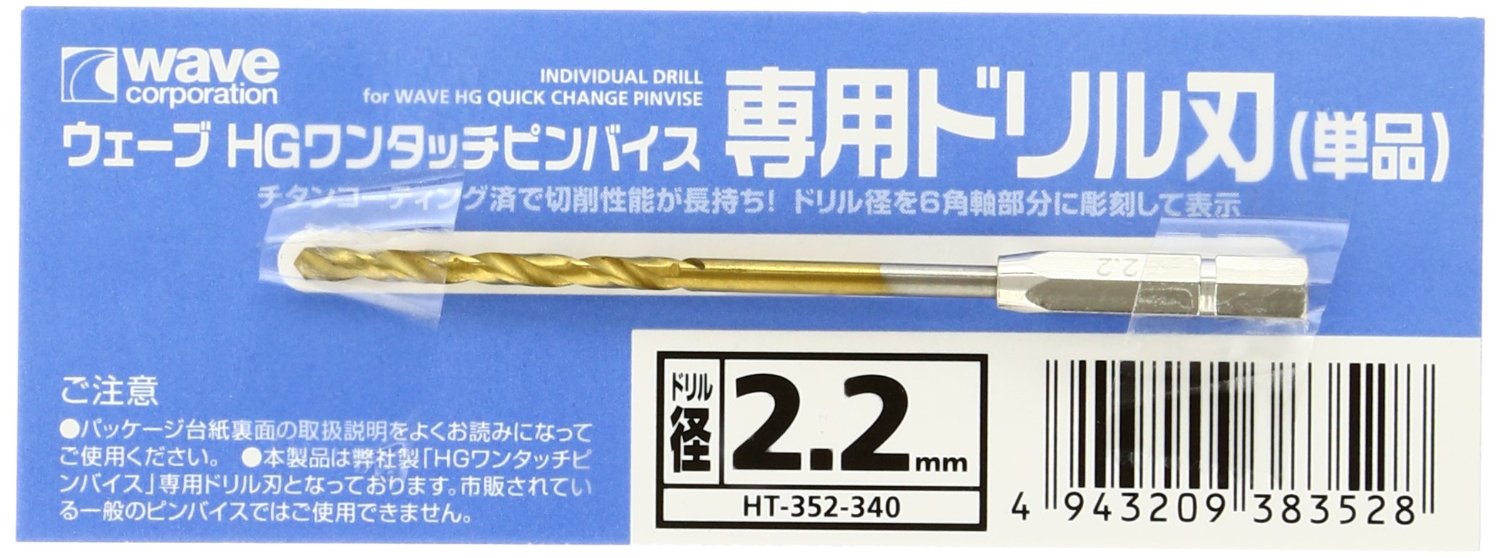 wave
corporation
INDIVIDUAL DRILL
for WAVE HG QUICK CHANGE PINVISE
ウェーブ HGワンタッチピンバイス 専用ドリル刃(単品)
チタンコーティング済で切削性能が長持ち! ドリル径を6角軸部分に彫刻して表示
2.2
ご注意
●パッケージ台紙裏面の取扱説明をよくお読みになって
ご使用ください。 ●本製品は弊社製「HGワンタッチピ
ンバイス」専用ドリル刃となっております。市販されてい
る一般のピンバイスではご使用できません。
ドリル
径
2.2mm
HT-352-340
4 943209 383528